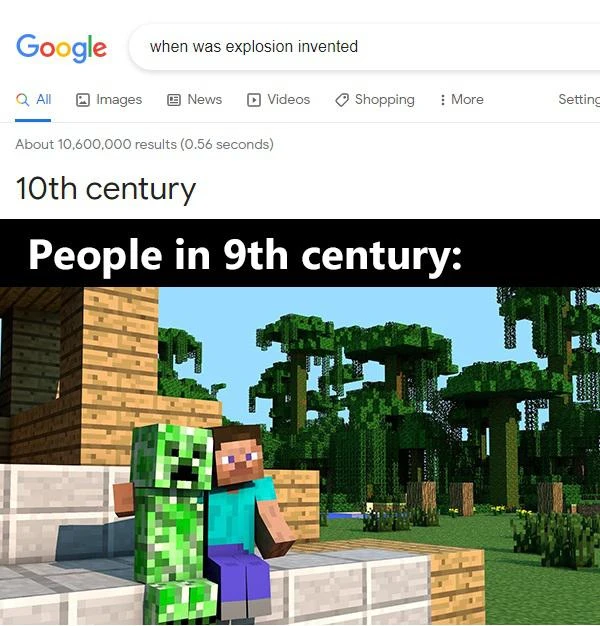 Google when was explosion invented
All Images News Videos Shopping More Setting
About 10,600,000 results (0.56 seconds)
10th century
People in 9th century: